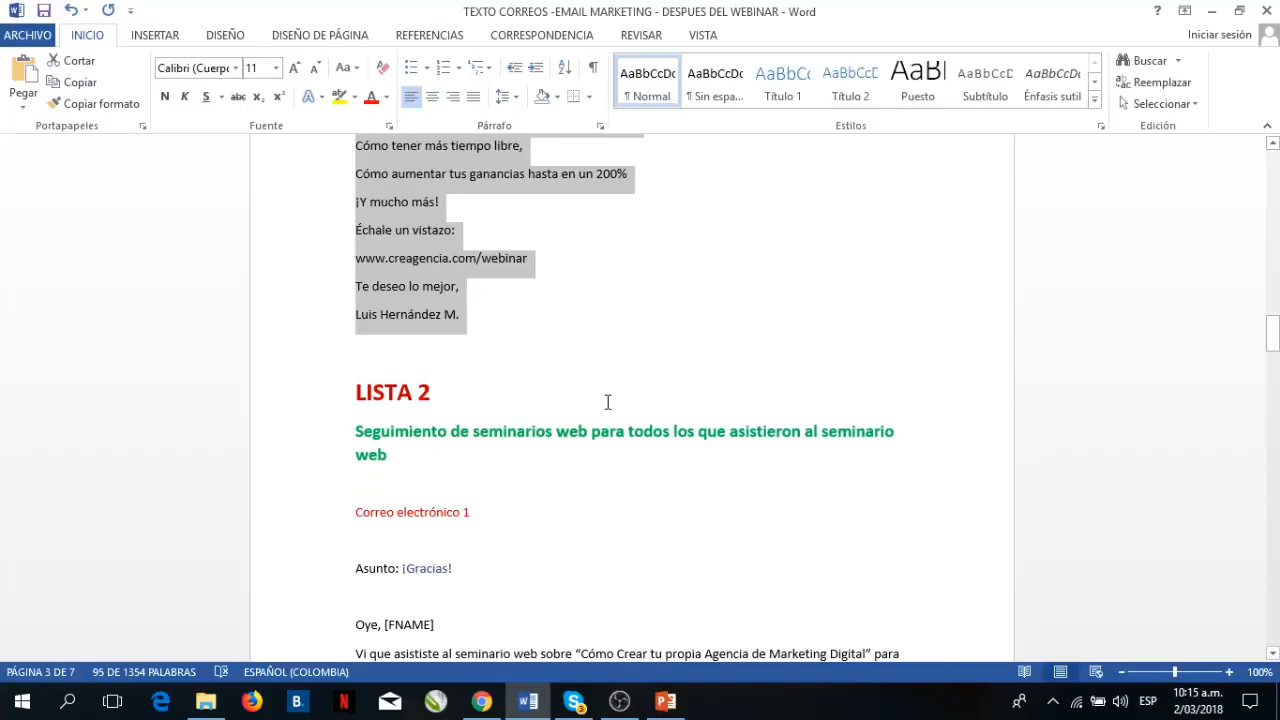 TEXTO CORREOS -EMAIL MARKETING - DESPUES DEL WEBINAR - Word
ARCHIVO INICIO INSERTAR DISEÑO DISEÑO DE PÁGINA REFERENCIAS CORRESPONDENCIA REVISAR VISTA Iniciar sesión
Pegar
Cortar
Copiar
Copiar formato
Portapapeles
Calibri (Cuerpo 11
Fuente
Párrafo
AaBbCcDc AaBbCcDc AaBbCc AaBbCcD AaBl AaBbCcD AaBbCcDc
¶ Normal ¶ Sin espa... Título 1 Título 2 Puesto Subtítulo Énfasis sutil
Estilos
Buscar
Reemplazar
Seleccionar
Edición
Cómo tener más tiempo libre,
Cómo aumentar tus ganancias hasta en un 200%
¡Y mucho más!
Échale un vistazo:
www.creagencia.com/webinar
Te deseo lo mejor,
Luis Hernández M.
LISTA 2
Seguimiento de seminarios web para todos los que asistieron al seminario
web
Correo electrónico 1
Asunto: ¡Gracias!
Oye, [FNAME]
Vi que asististe al seminario web sobre “Cómo Crear tu propia Agencia de Marketing Digital” para
PÁGINA 3 DE 7 95 DE 1354 PALABRAS ESPAÑOL (COLOMBIA) 100%
ESP
10:15 a.m.
2/03/2018